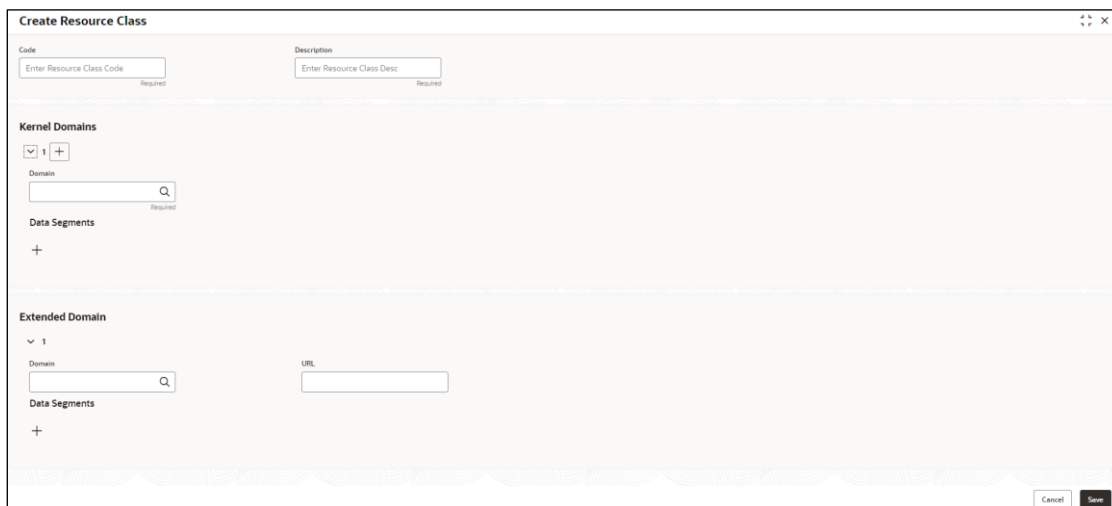 Create Resource Class
Code
Description
Enter Resource Class Code
Enter Resource Class Desc
Required
Required
Kernel Domains
1
Domain
Required
Data Segments
Extended Domain
1
Domain
URL
Data Segments
Cancel
Save